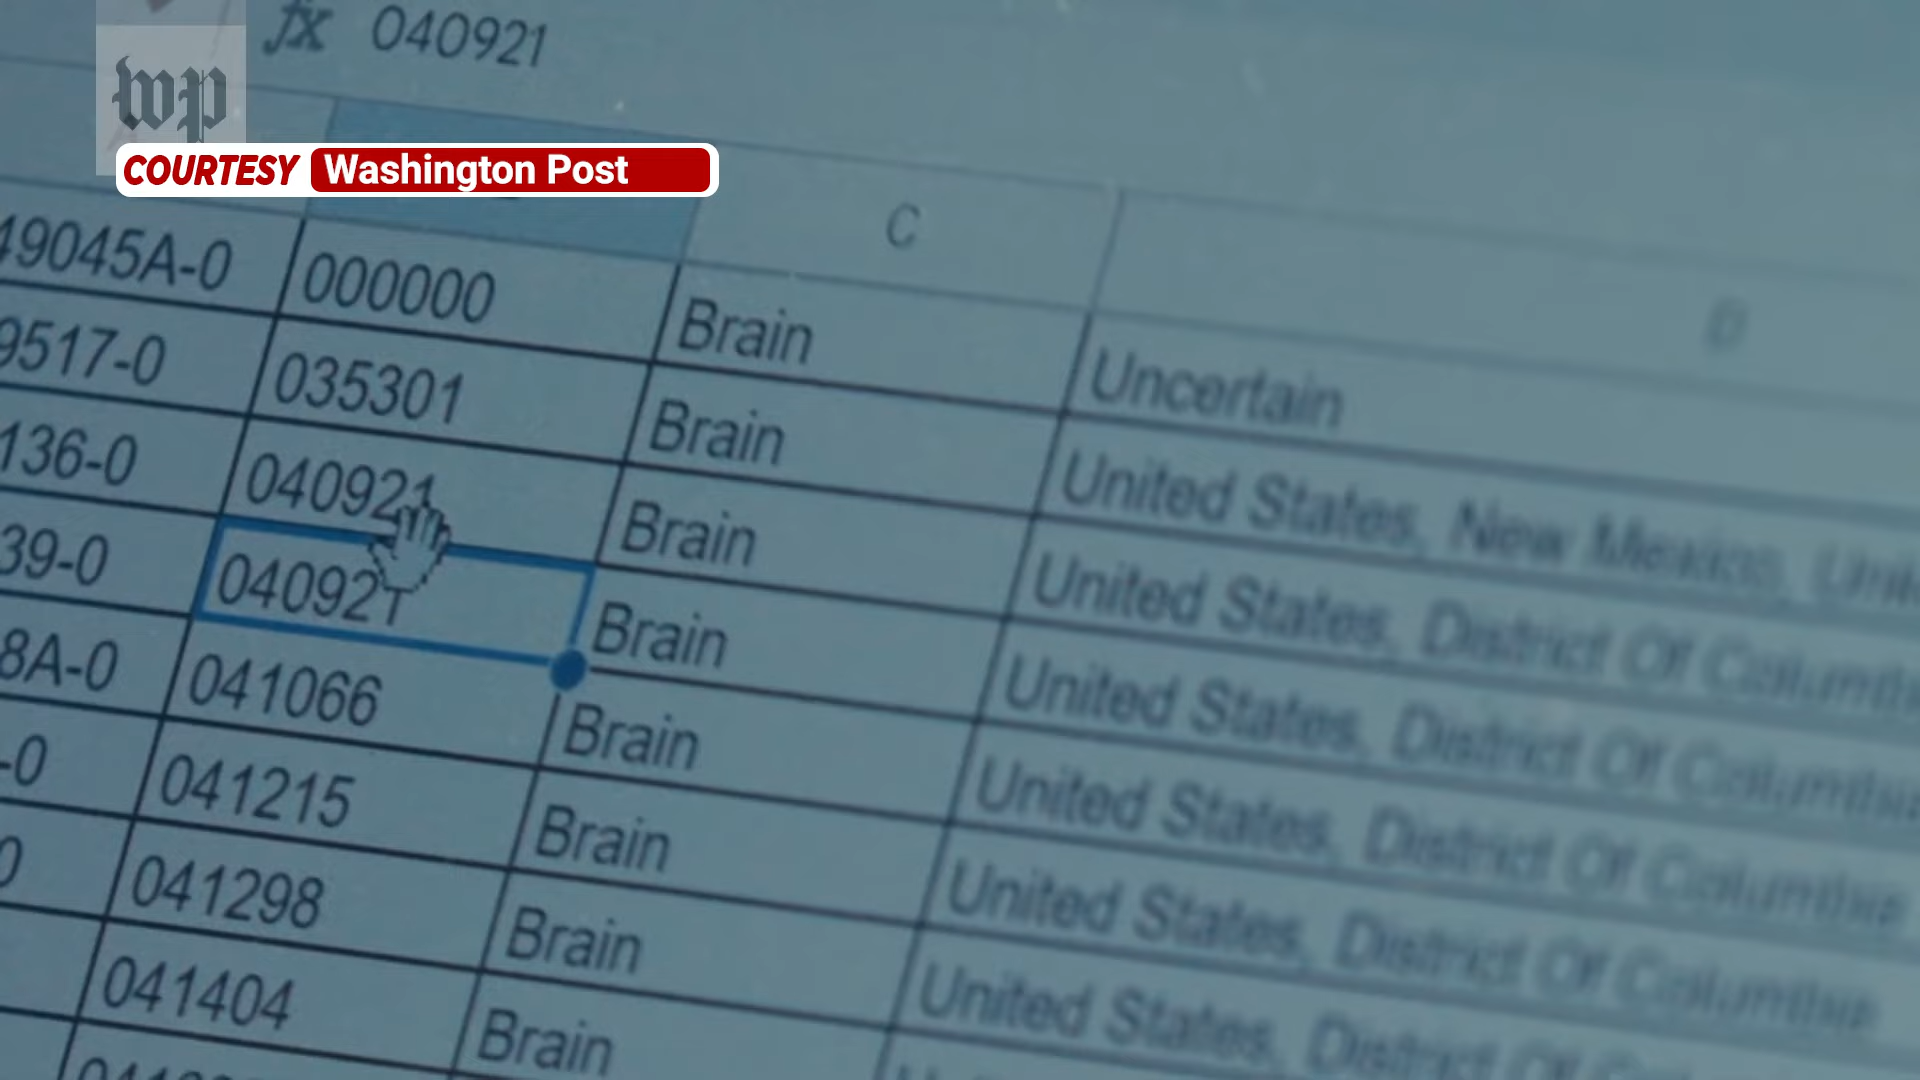 fx 040921
wp
COURTESY Washington Post
C
D
49045A-0 000000 Brain Uncertain
9517-0 035301 Brain United States, New Mexico,
136-0 040921 Brain United States, District Of
39-0 040921 Brain United States, District Of
8A-0 041066 Brain United States, District Of
-0 041215 Brain United States, District Of Columbia
0 041298 Brain United States, District Of
041404 Brain